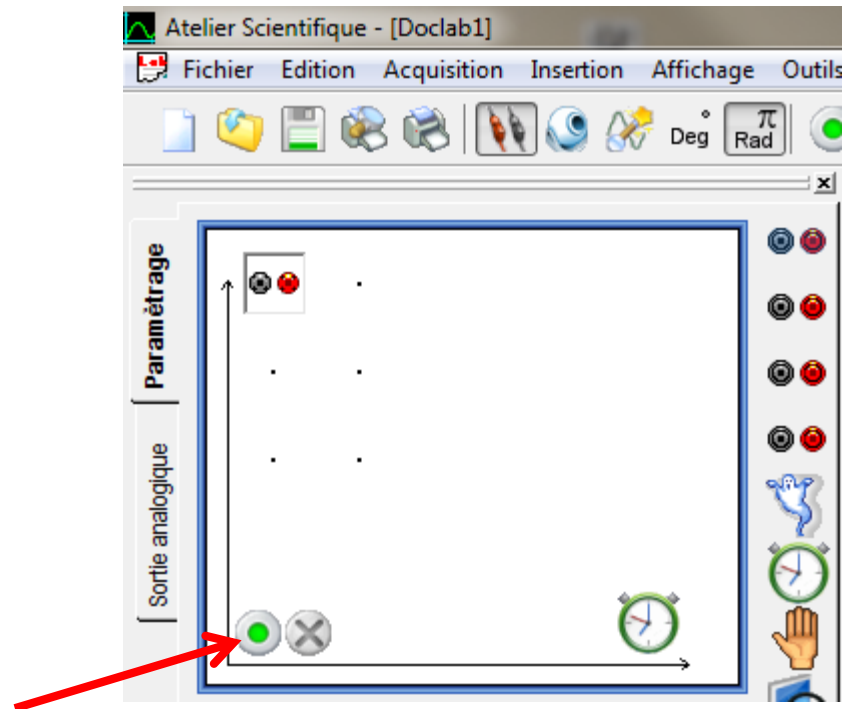 Atelier Scientifique - [Doclab1]
Fichier Edition Acquisition Insertion Affichage Outils
Deg π Rad
Paramètrage
Sortie analogique